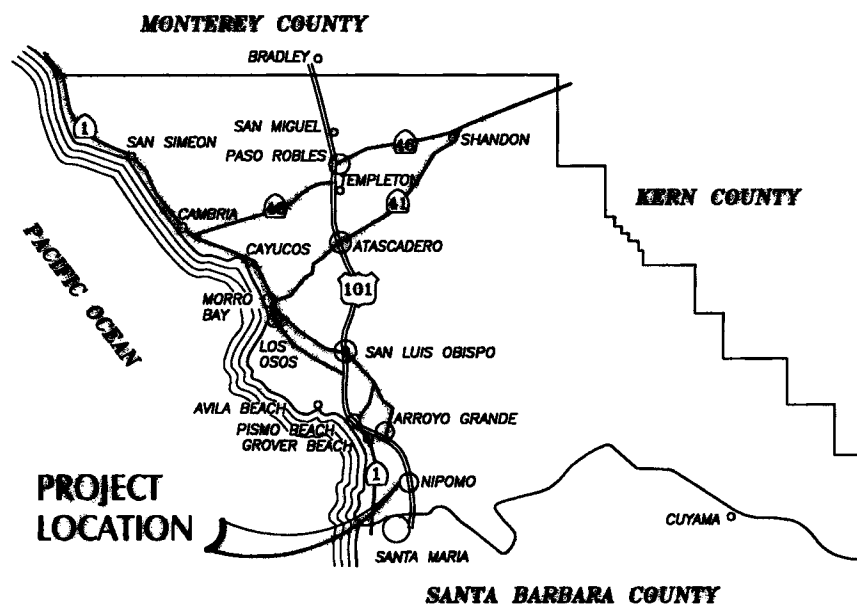 MONTEREY COUNTY
BRADLEY
1
SAN MIGUEL
SAN SIMEON
46
SHANDON
PASO ROBLES
TEMPLETON
KERN COUNTY
46
41
CAMBRIA
PACIFIC OCEAN
CAYUCOS
ATASCADERO
101
MORRO
BAY
LOS
OSOS
SAN LUIS OBISPO
AVILA BEACH
ARROYO GRANDE
PISMO BEACH
GROVER BEACH
1
NIPOMO
PROJECT
LOCATION
CUYAMA
SANTA MARIA
SANTA BARBARA COUNTY